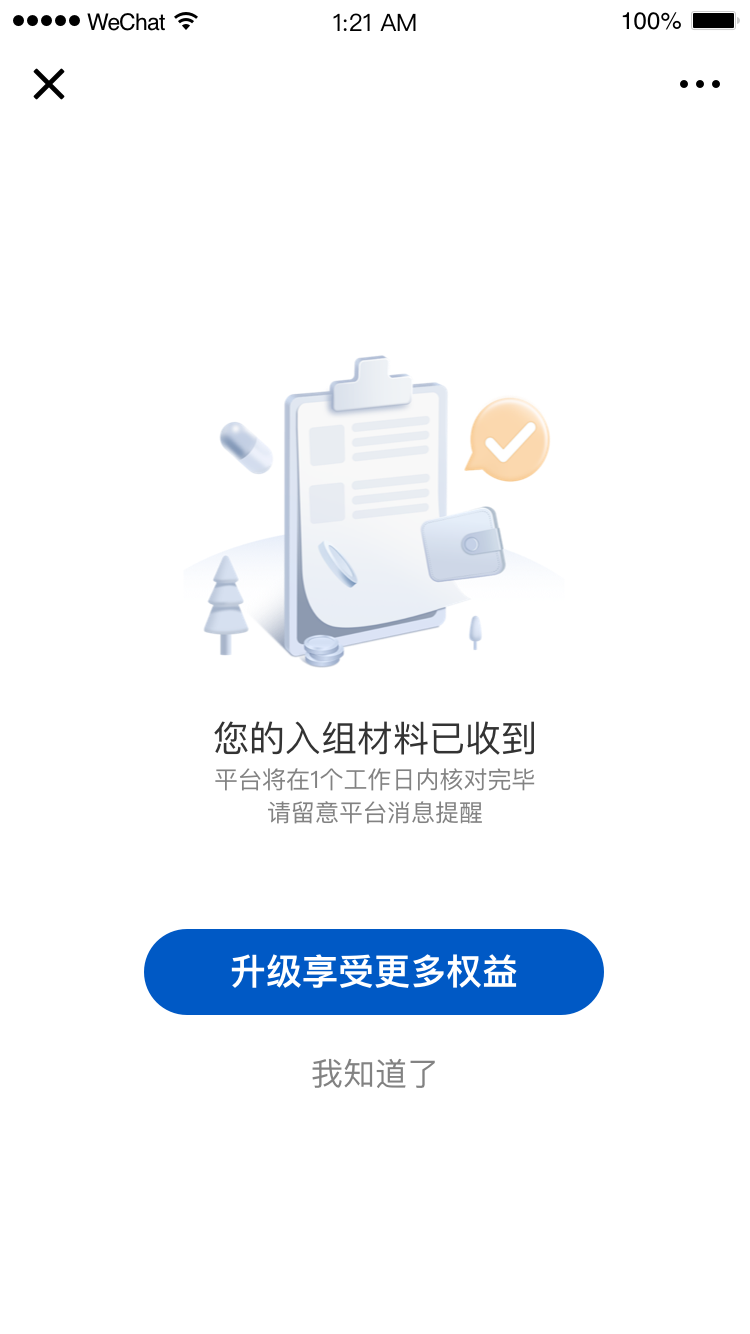 WeChat 1:21 AM 100%
您的入组材料已收到
平台将在1个工作日内核对完毕
请留意平台消息提醒
升级享受更多权益
我知道了